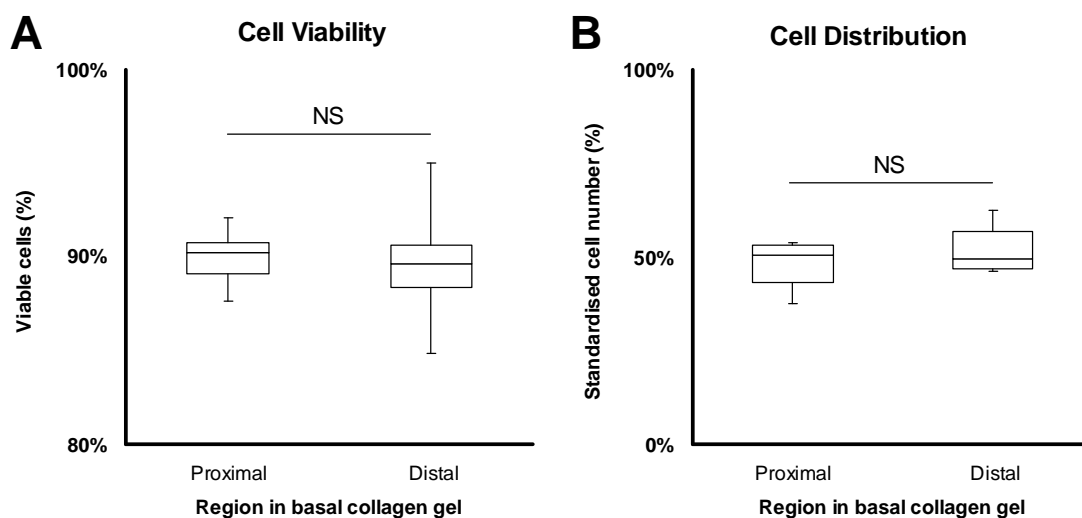 A
Cell Viability
100%
NS
90%
80%
Viable cells (%)
Proximal
Distal
Region in basal collagen gel
B
Cell Distribution
100%
NS
50%
0%
Standardised cell number (%)
Proximal
Distal
Region in basal collagen gel